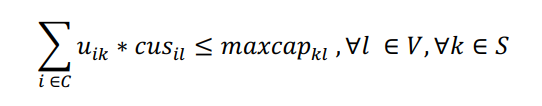 ∑_{i∈C} u_{ik} * cus_{il} ≤ maxcap_{kl} , ∀l ∈ V, ∀k ∈ S